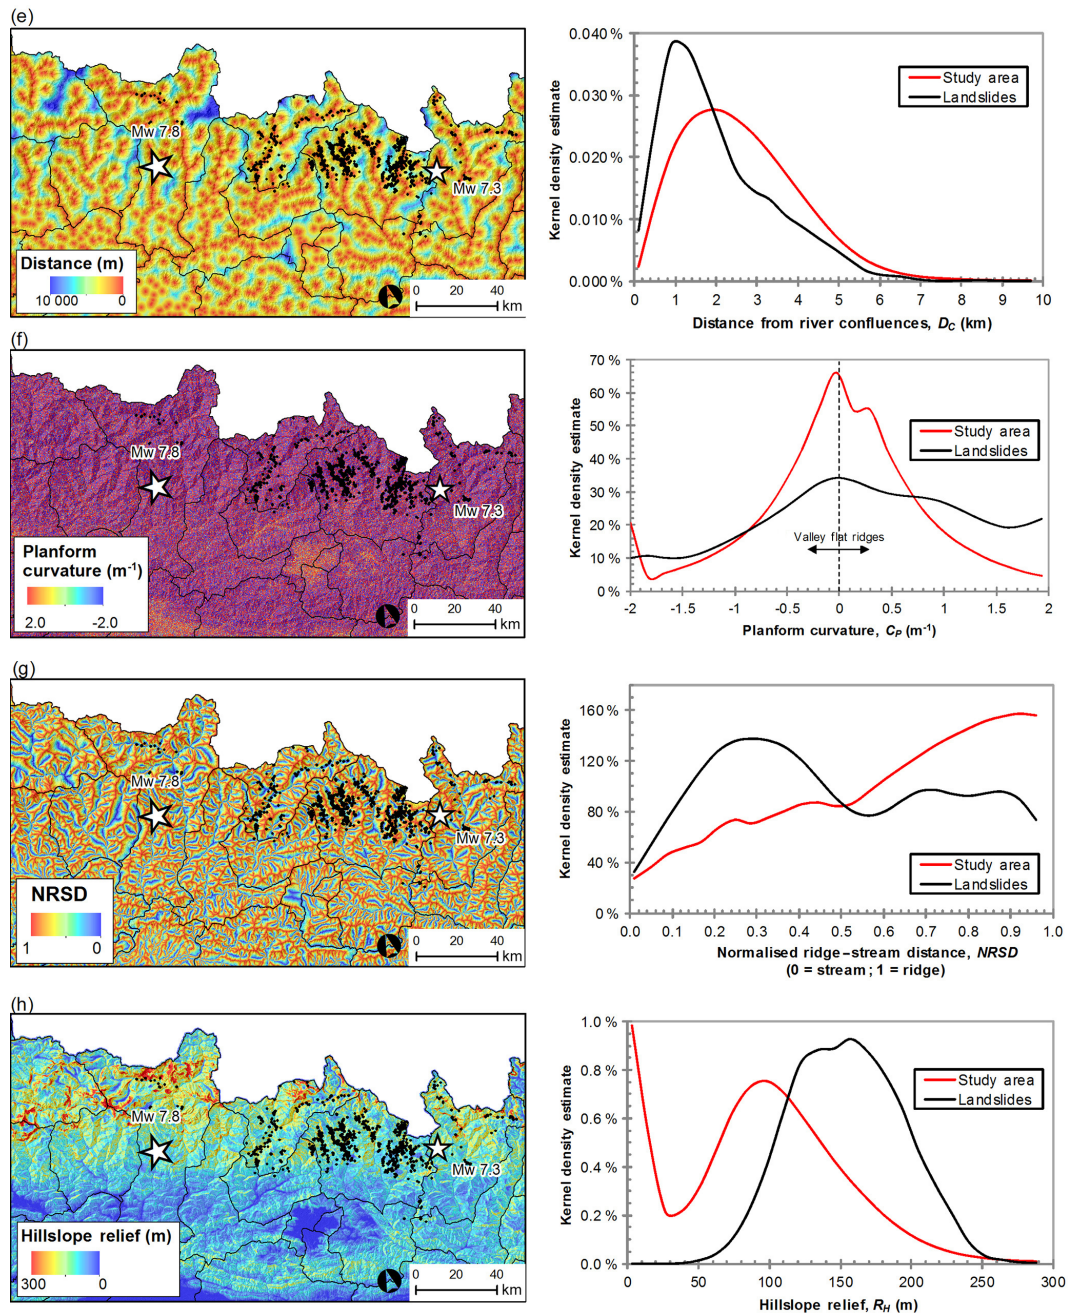 (e)
Mw 7.8
Mw 7.3
Distance (m)
10 000 0
0 20 40
km
0.040 %
0.030 %
0.020 %
0.010 %
0.000 %
Kernel density estimate
Study area
Landslides
0 1 2 3 4 5 6 7 8 9 10
Distance from river confluences, D_C (km)
(f)
Mw 7.8
Mw 7.3
Planform
curvature (m⁻¹)
2.0 -2.0
0 20 40
km
70 %
60 %
50 %
40 %
30 %
20 %
10 %
0 %
Kernel density estimate
Study area
Landslides
Valley flat ridges
-2 -1.5 -1 -0.5 0 0.5 1 1.5 2
Planform curvature, C_P (m⁻¹)
(g)
Mw 7.8
Mw 7.3
NRSD
1 0
0 20 40
km
160 %
120 %
80 %
40 %
0 %
Kernel density estimate
Study area
Landslides
0.0 0.1 0.2 0.3 0.4 0.5 0.6 0.7 0.8 0.9 1.0
Normalised ridge–stream distance, NRSD
(0 = stream; 1 = ridge)
(h)
Mw 7.8
Mw 7.3
Hillslope relief (m)
300 0
0 20 40
km
1.0 %
0.8 %
0.6 %
0.4 %
0.2 %
0.0 %
Kernel density estimate
Study area
Landslides
0 50 100 150 200 250 300
Hillslope relief, R_H (m)